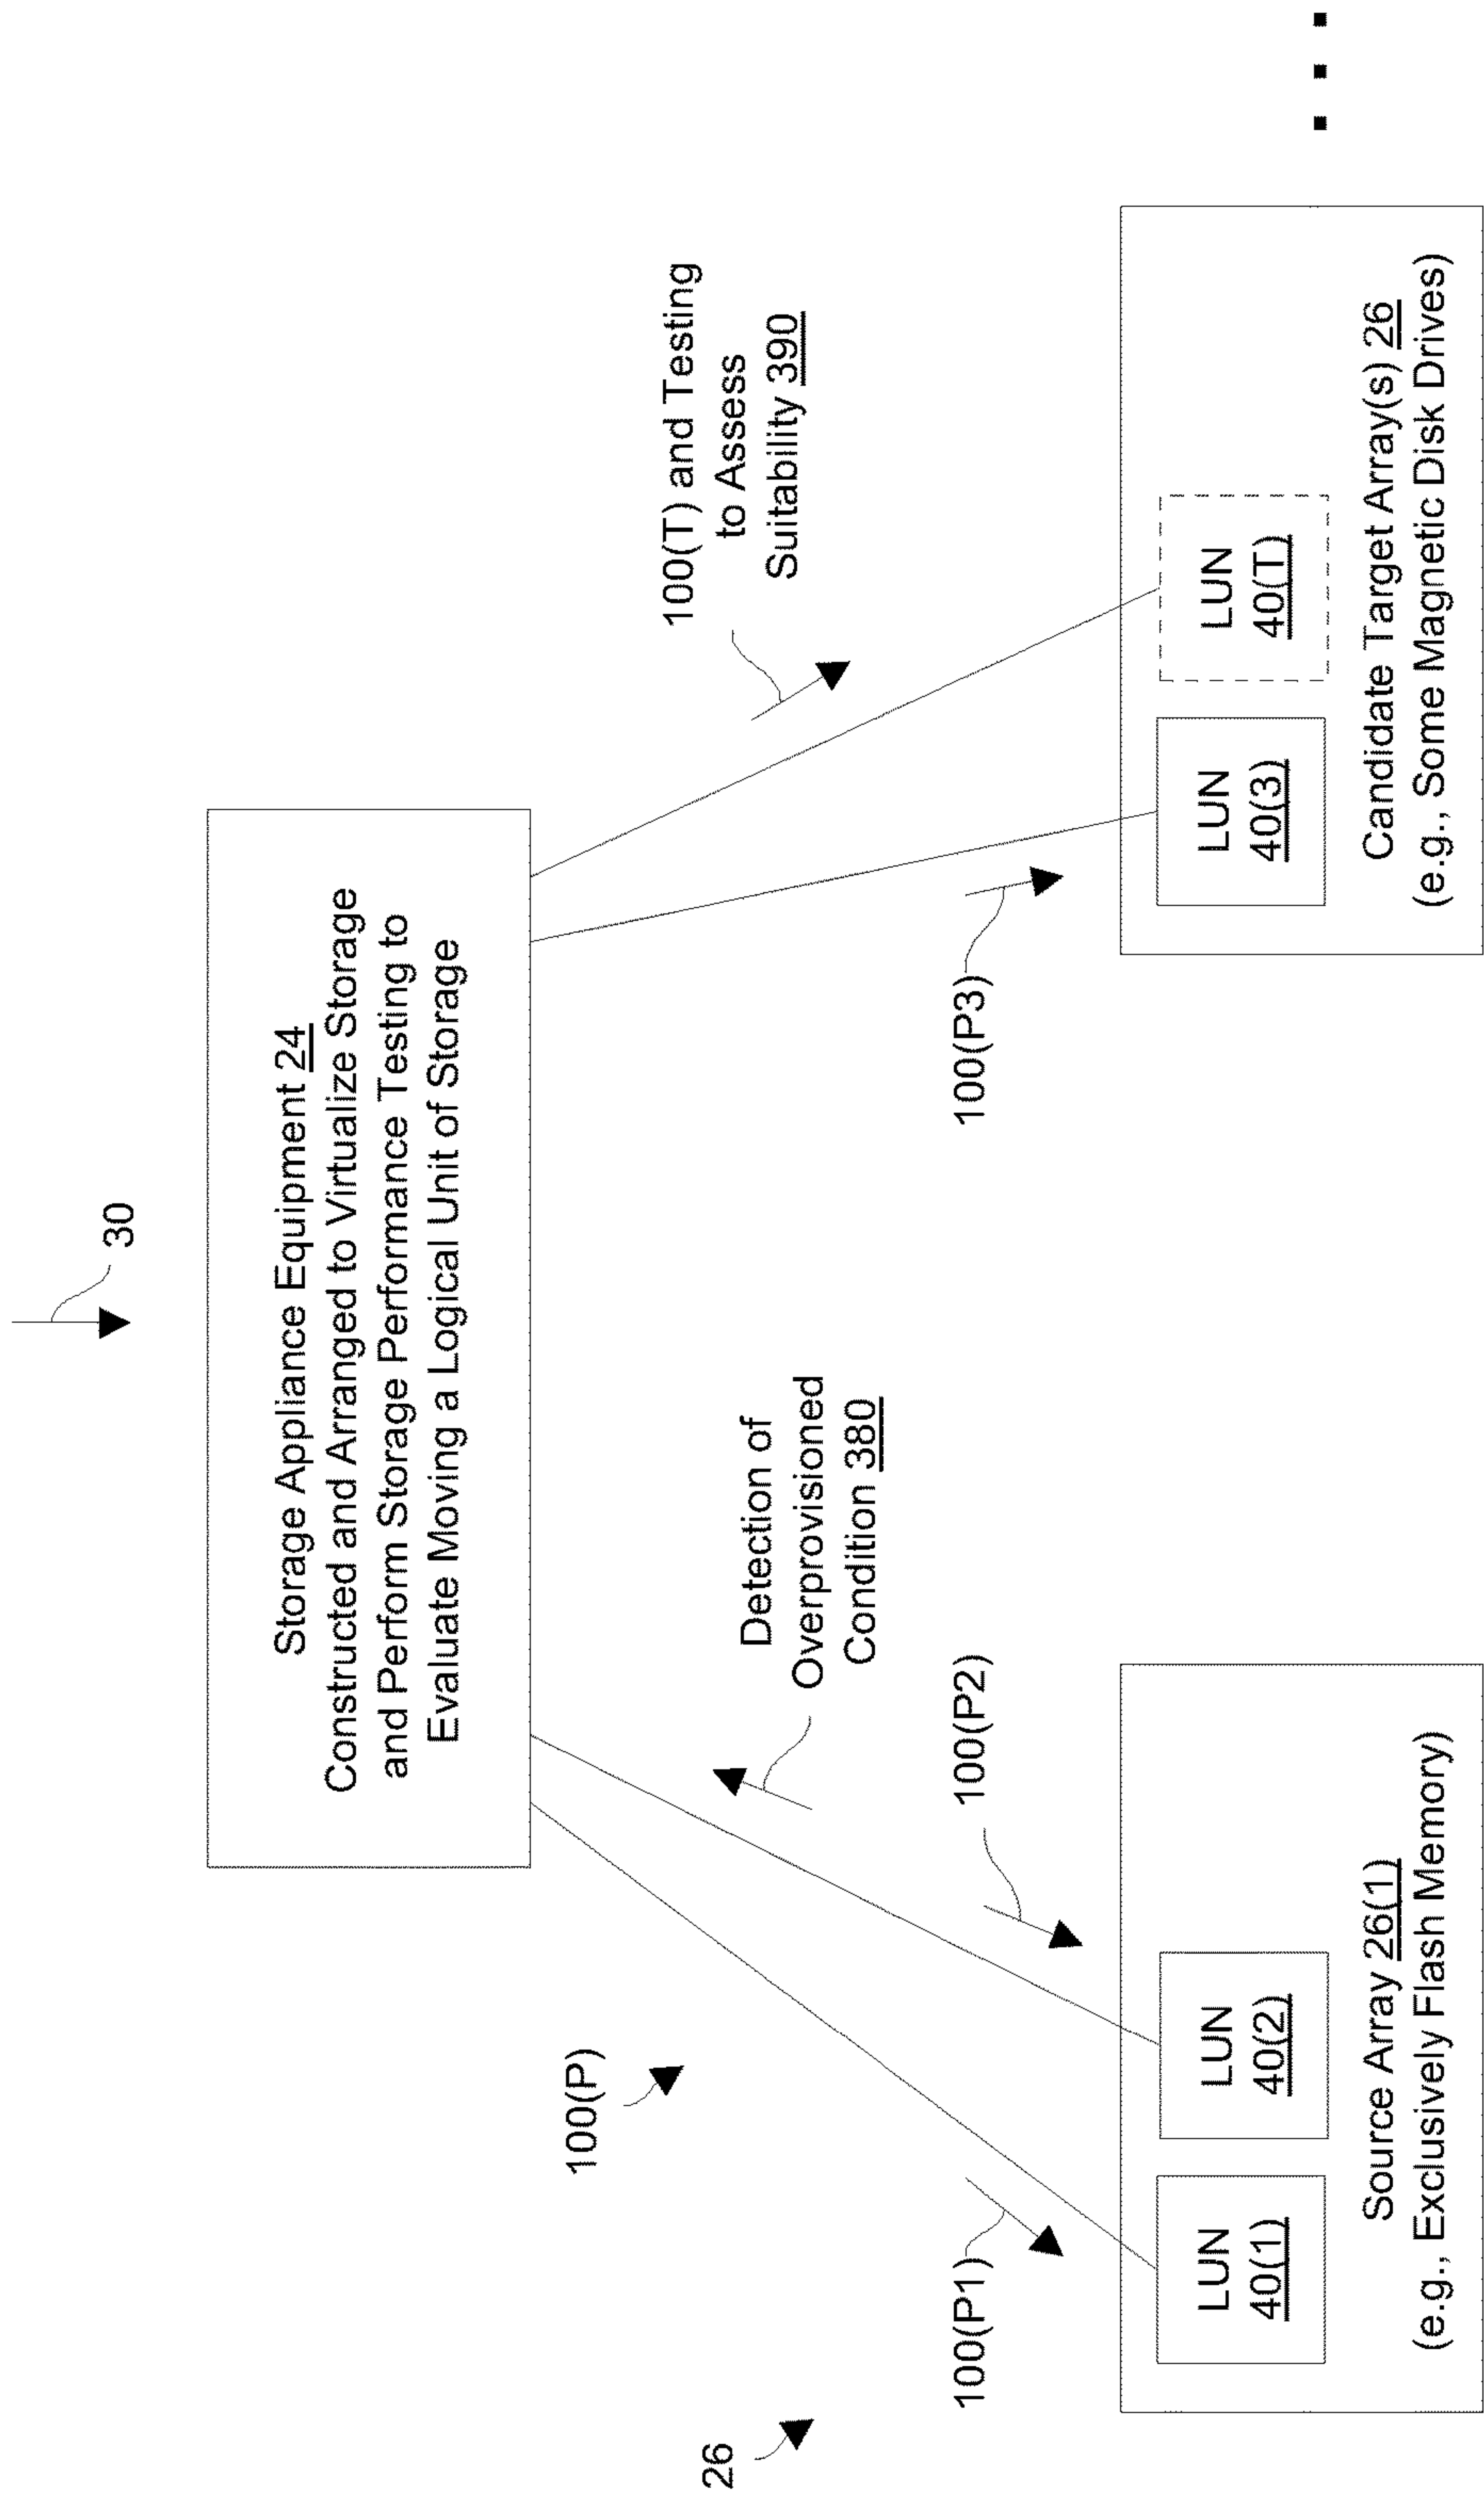 30
Storage Appliance Equipment 24
Constructed and Arranged to Virtualize Storage
and Perform Storage Performance Testing to
Evaluate Moving a Logical Unit of Storage
26
100(P)
Detection of
Overprovisioned
Condition 380
100(T) and Testing
to Assess
Suitability 390
100(P1)
100(P2)
100(P3)
LUN
40(1)
LUN
40(2)
Source Array 26(1)
(e.g., Exclusively Flash Memory)
LUN
40(3)
LUN
40(T)
Candidate Target Array(s) 26
(e.g., Some Magnetic Disk Drives)